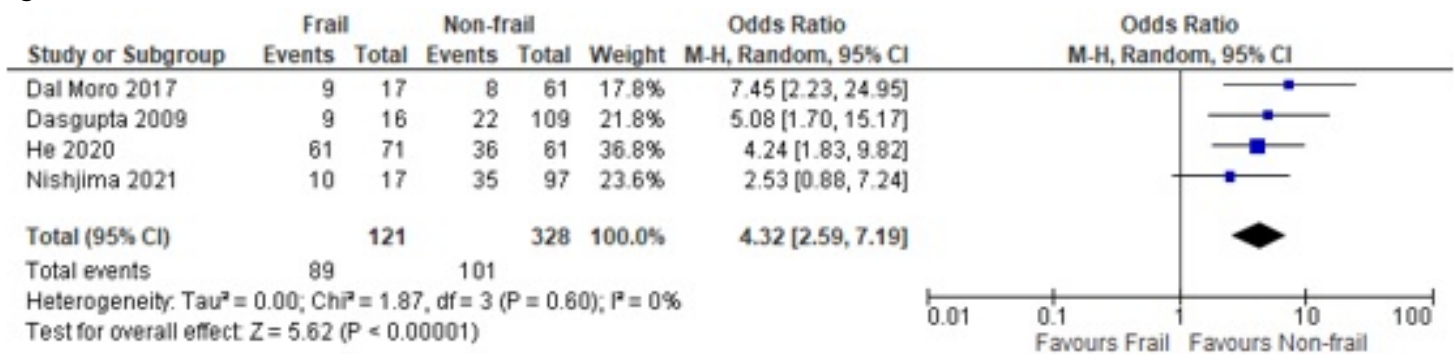 Frail Non-frail Odds Ratio Odds Ratio
Study or Subgroup Events Total Events Total Weight M-H, Random, 95% CI M-H, Random, 95% CI
Dal Moro 2017 9 17 8 61 17.8% 7.45 [2.23, 24.95]
Dasgupta 2009 9 16 22 109 21.8% 5.08 [1.70, 15.17]
He 2020 61 71 36 61 36.8% 4.24 [1.83, 9.82]
Nishjima 2021 10 17 35 97 23.6% 2.53 [0.88, 7.24]
Total (95% CI) 121 328 100.0% 4.32 [2.59, 7.19]
Total events 89 101
Heterogeneity: Tau² = 0.00; Chi² = 1.87, df = 3 (P = 0.60); I² = 0%
Test for overall effect: Z = 5.62 (P < 0.00001)
0.01 0.1 1 10 100
Favours Frail Favours Non-frail